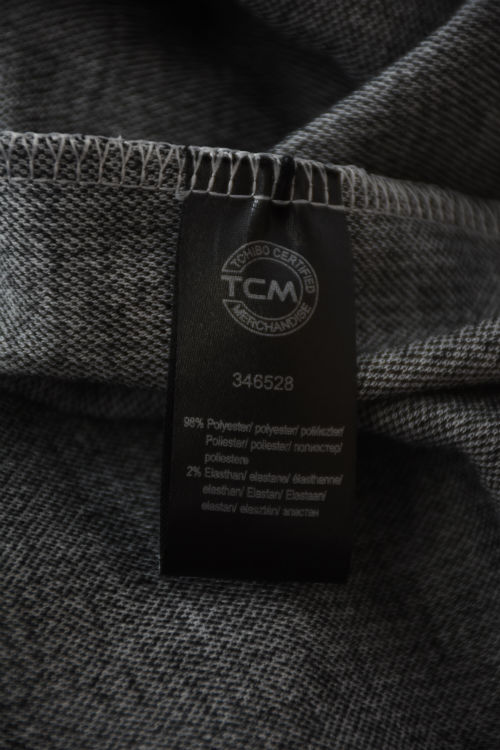 TCHIBO CERTIFIED
TCM
MERCHANDISE
346528
98% Polyester/ polyester/ poliészter/
Poliester/ poliester/ полиэстер/
poliestere
2% Elasthan/ elastane/ élasthanne/
elasthan/ Elastan/ Elastaan/
elastan/ elasztán/ эластан